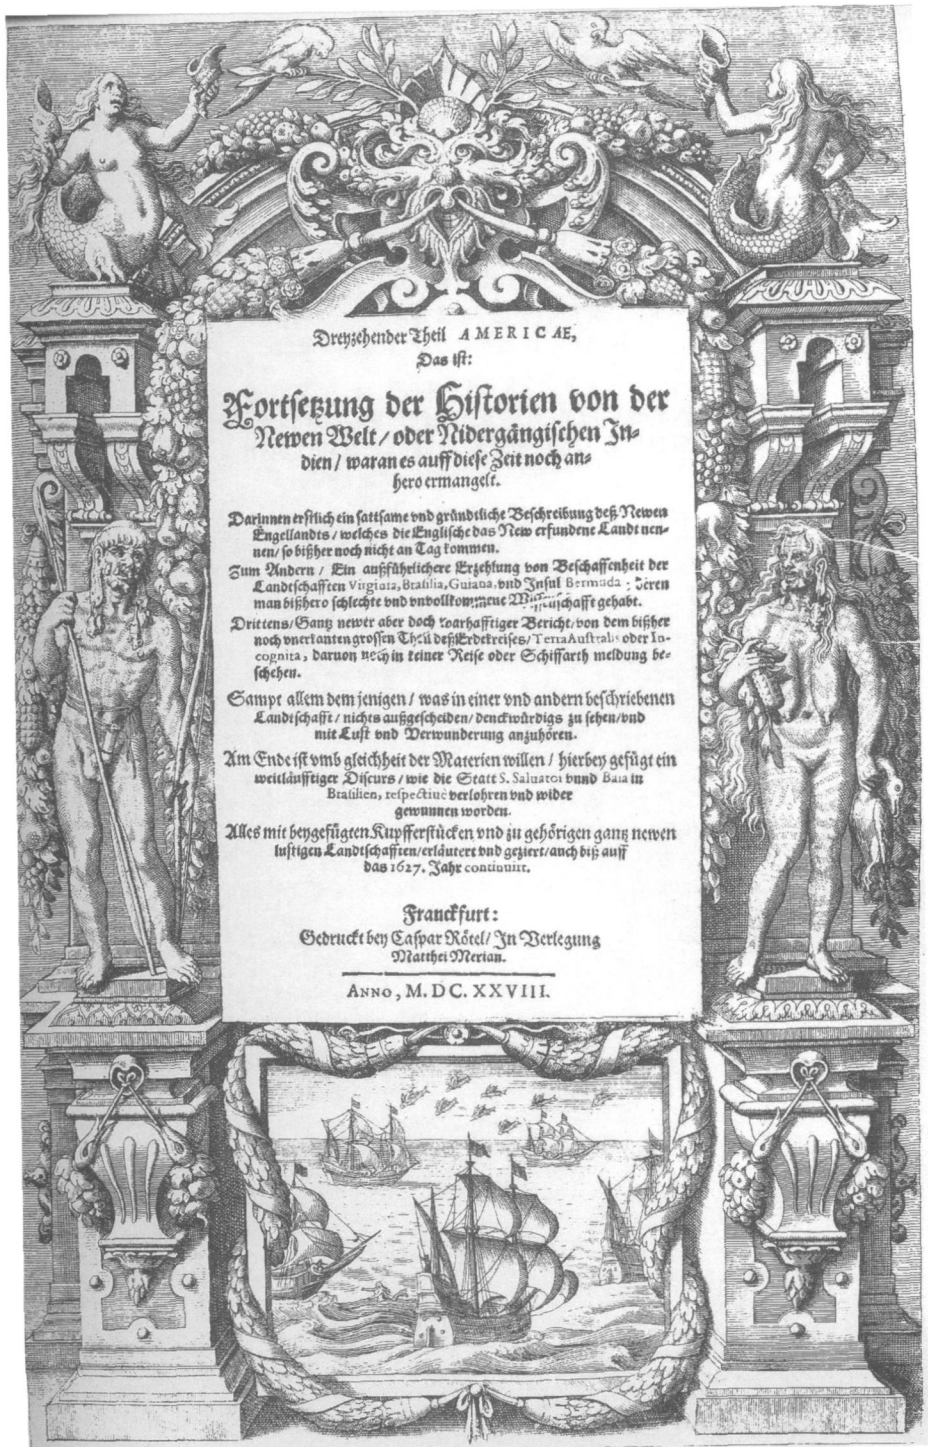 Dreyzehender Theil AMERICAE,
Das ist:
Fortsetzung der Historien von der
Newen Welt / oder Nidergängischen In-
dien / waran es auff diese Zeit noch an-
hero ermangelt.
Darinnen erstlich ein sattsame vnd gründtliche Beschreibung deß Newen
Engellandts / welches die Englische das New erfundene Landt nen-
nen / so bißher noch nicht an Tag kommen.
Zum Andern / Ein außführlichere Erzehlung von Beschaffenheit der
Landtschafften Virginia, Brasilia, Guiana, vnd Insul Bermuda : Deren
man bißhero schlechte vnd vnvollkommene Wissenschafft gehabt.
Drittens / Gantz newer aber doch warhafftiger Bericht / von dem bißher
noch vnerkanten grossen Theil deß Erdtkreises / Terra Australis oder In-
cognita, daruon noch in keiner Reise oder Schiffarth meldung be-
schehen.
Sampt allem dem jenigen / was in einer vnd andern beschriebenen
Landtschafft / nichts außgescheiden / denckwürdigs zu sehen / vnd
mit Lust vnd Verwunderung anzuhören.
Am Ende ist vmb gleichheit der Materien willen / hierbey gefügt ein
weitläufftiger Discurs / wie die Statt S. Saluator vnnd Baia in
Brasilien, respectiuè verlohren vnd wider
gewunnen worden.
Alles mit beygefügten Kupfferstücken vnd zu gehörigen gantz newen
lustigen Landtschafften / erläutert vnd geziert / auch biß auff
das 1627. Jahr continuirt.
Franckfurt:
Gedruckt bey Caspar Rötel / In Verlegung
Matthei Merian.
ANNO, M. DC. XXVIII.